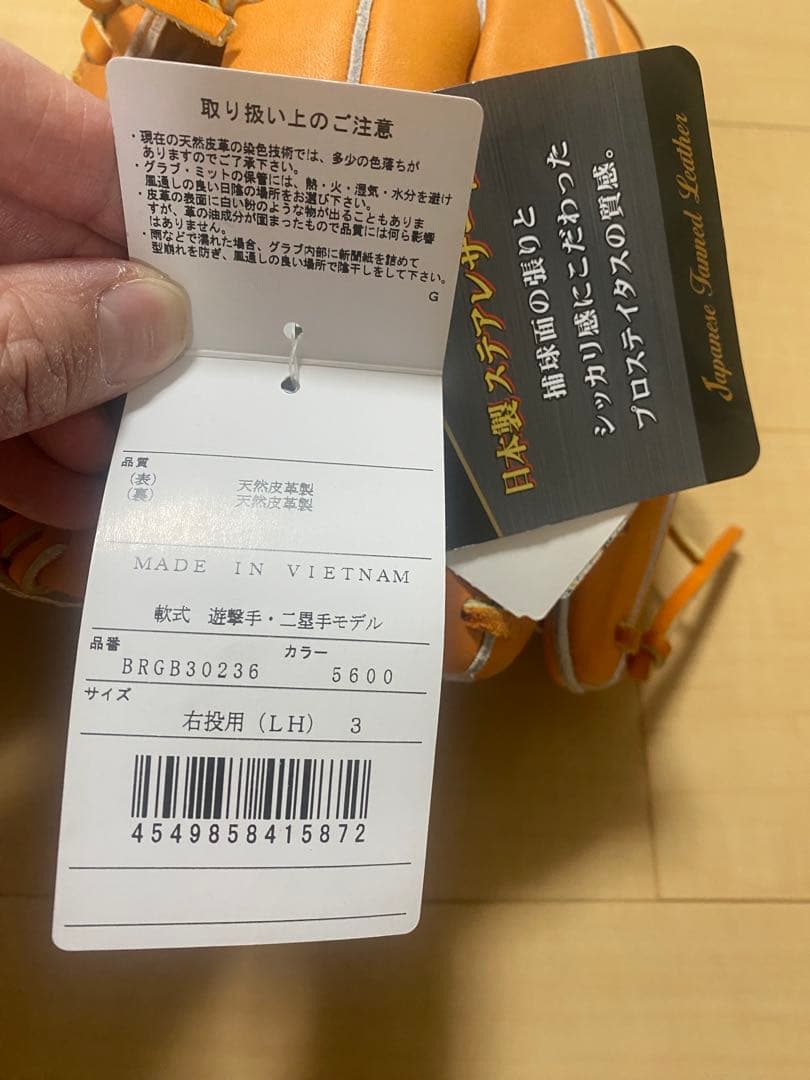 取り扱い上のご注意
・現在の天然皮革の染色技術では、多少の色落ちが
ありますのでご了承下さい。
・グラブ・ミットの保管には、熱・火・湿気・水分を避け
風通しの良い日陰の場所をお選び下さい。
・皮革の表面に白い粉のような物が出ることもありま
すが、革の油成分が固まったもので品質には何ら影響
はありません。
・雨などで濡れた場合、グラブ内部に新聞紙を詰めて
型崩れを防ぎ、風通しの良い場所で陰干しをして下さい。
G
品質
(表) 天然皮革製
(裏) 天然皮革製
MADE IN VIETNAM
軟式 遊撃手・二塁手モデル
品番 カラー
BRGB30236 5600
サイズ
右投用(LH) 3
4549858415872
日本製ステアレザー
捕球面の張りと
シッカリ感にこだわった
プロステイタスの質感。
Japanese Tanned Leather